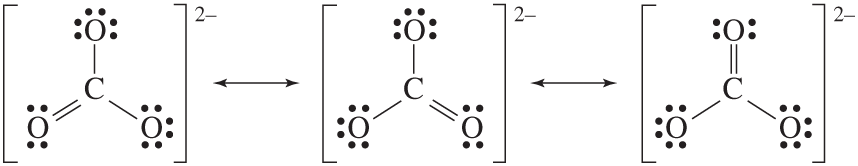 2– 2– 2–
O O O
C C C
O O O O O O